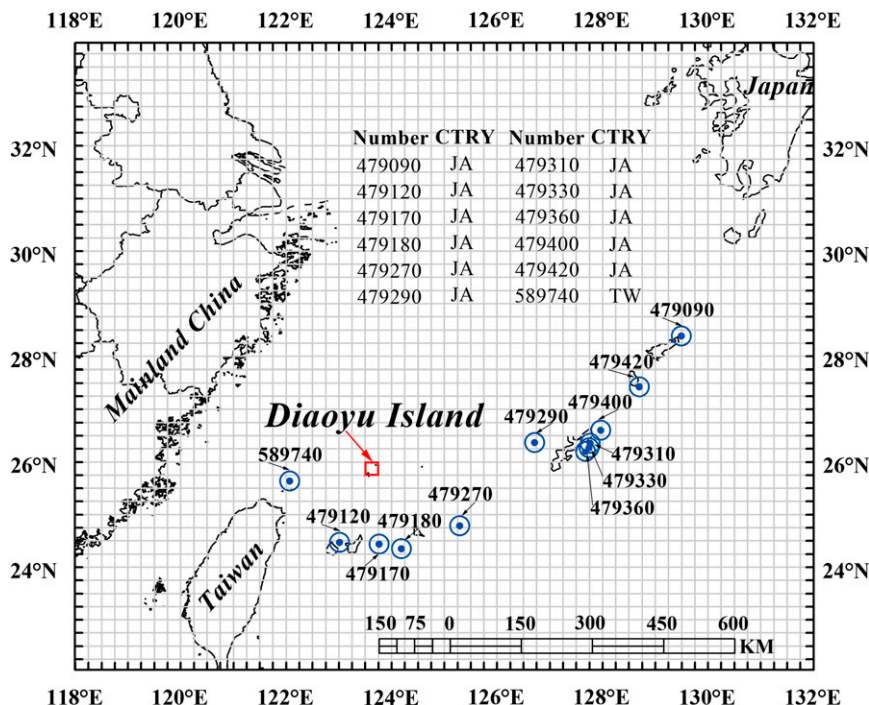 118°E 120°E 122°E 124°E 126°E 128°E 130°E 132°E
Japan
32°N 32°N
Number CTRY Number CTRY
479090 JA 479310 JA
479120 JA 479330 JA
479170 JA 479360 JA
479180 JA 479400 JA
479270 JA 479420 JA
479290 JA 589740 TW
30°N 30°N
Mainland China
479090
28°N 28°N
479420
479400
Diaoyu Island
479290
589740
479310
26°N 26°N
479330
479270
479360
479120
479180
479170
24°N 24°N
Taiwan
150 75 0 150 300 450 600
KM
118°E 120°E 122°E 124°E 126°E 128°E 130°E 132°E